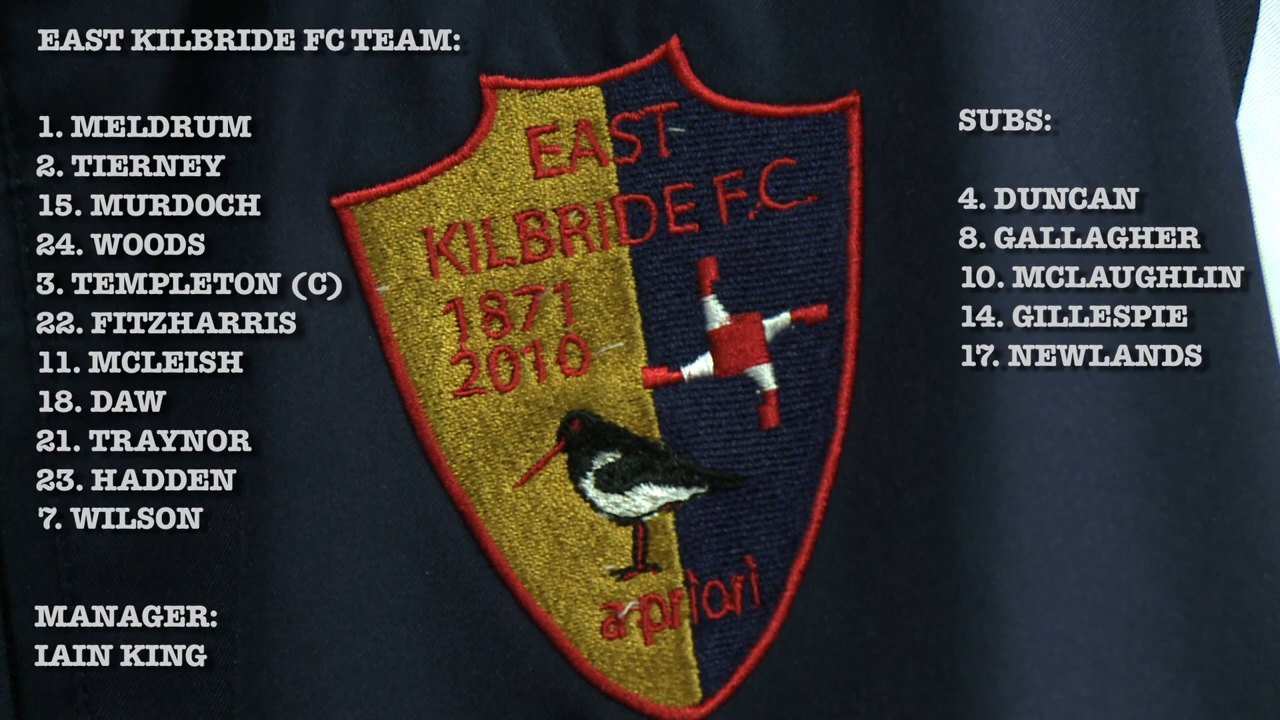 EAST KILBRIDE FC TEAM:
1. MELDRUM
2. TIERNEY
15. MURDOCH
24. WOODS
3. TEMPLETON (C)
22. FITZHARRIS
11. MCLEISH
18. DAW
21. TRAYNOR
23. HADDEN
7. WILSON
MANAGER:
IAIN KING
EAST
KILBRIDE F.C.
1871
2010
a priori
SUBS:
4. DUNCAN
8. GALLAGHER
10. MCLAUGHLIN
14. GILLESPIE
17. NEWLANDS